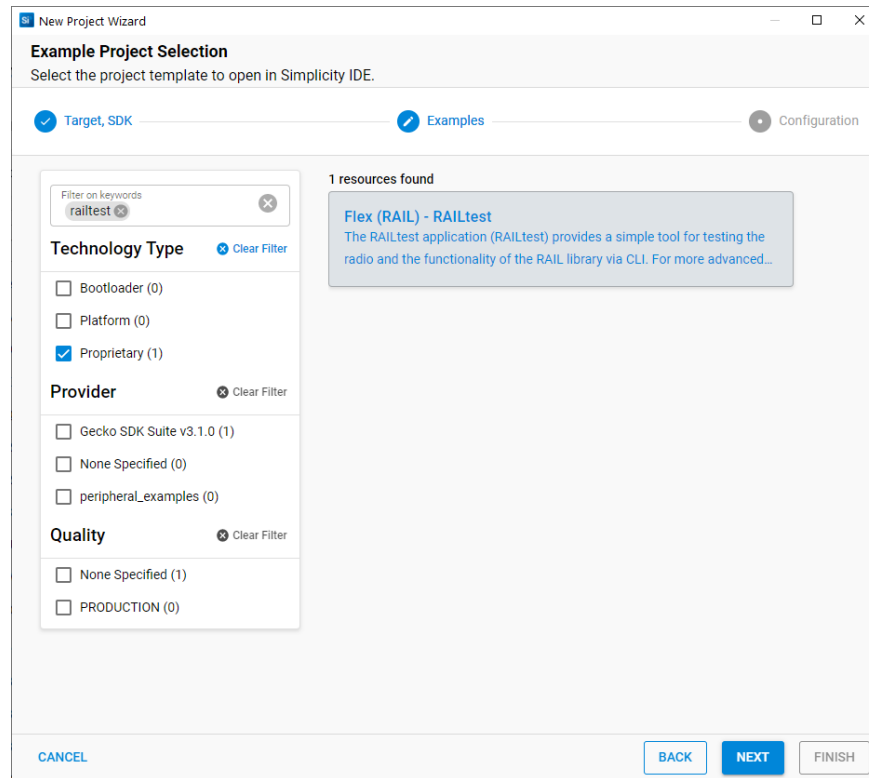 Si New Project Wizard
Example Project Selection
Select the project template to open in Simplicity IDE.
Target, SDK
Examples
Configuration
Filter on keywords
railtest
Technology Type
Clear Filter
Bootloader (0)
Platform (0)
Proprietary (1)
Provider
Clear Filter
Gecko SDK Suite v3.1.0 (1)
None Specified (0)
peripheral_examples (0)
Quality
Clear Filter
None Specified (1)
PRODUCTION (0)
1 resources found
Flex (RAIL) - RAILtest
The RAILtest application (RAILtest) provides a simple tool for testing the
radio and the functionality of the RAIL library via CLI. For more advanced...
CANCEL
BACK
NEXT
FINISH